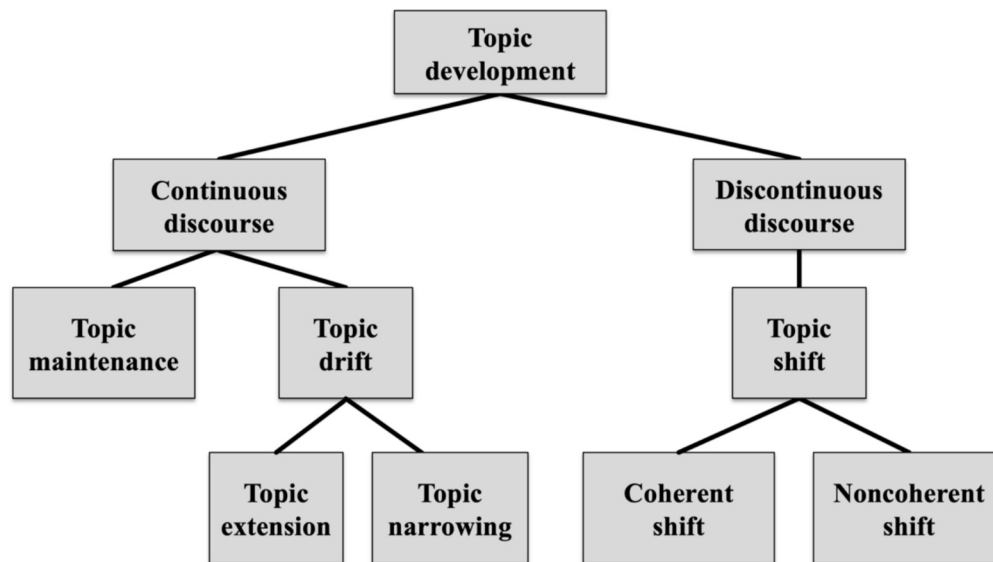 Topic
development
Continuous
discourse
Discontinuous
discourse
Topic
maintenance
Topic
drift
Topic
shift
Topic
extension
Topic
narrowing
Coherent
shift
Noncoherent
shift